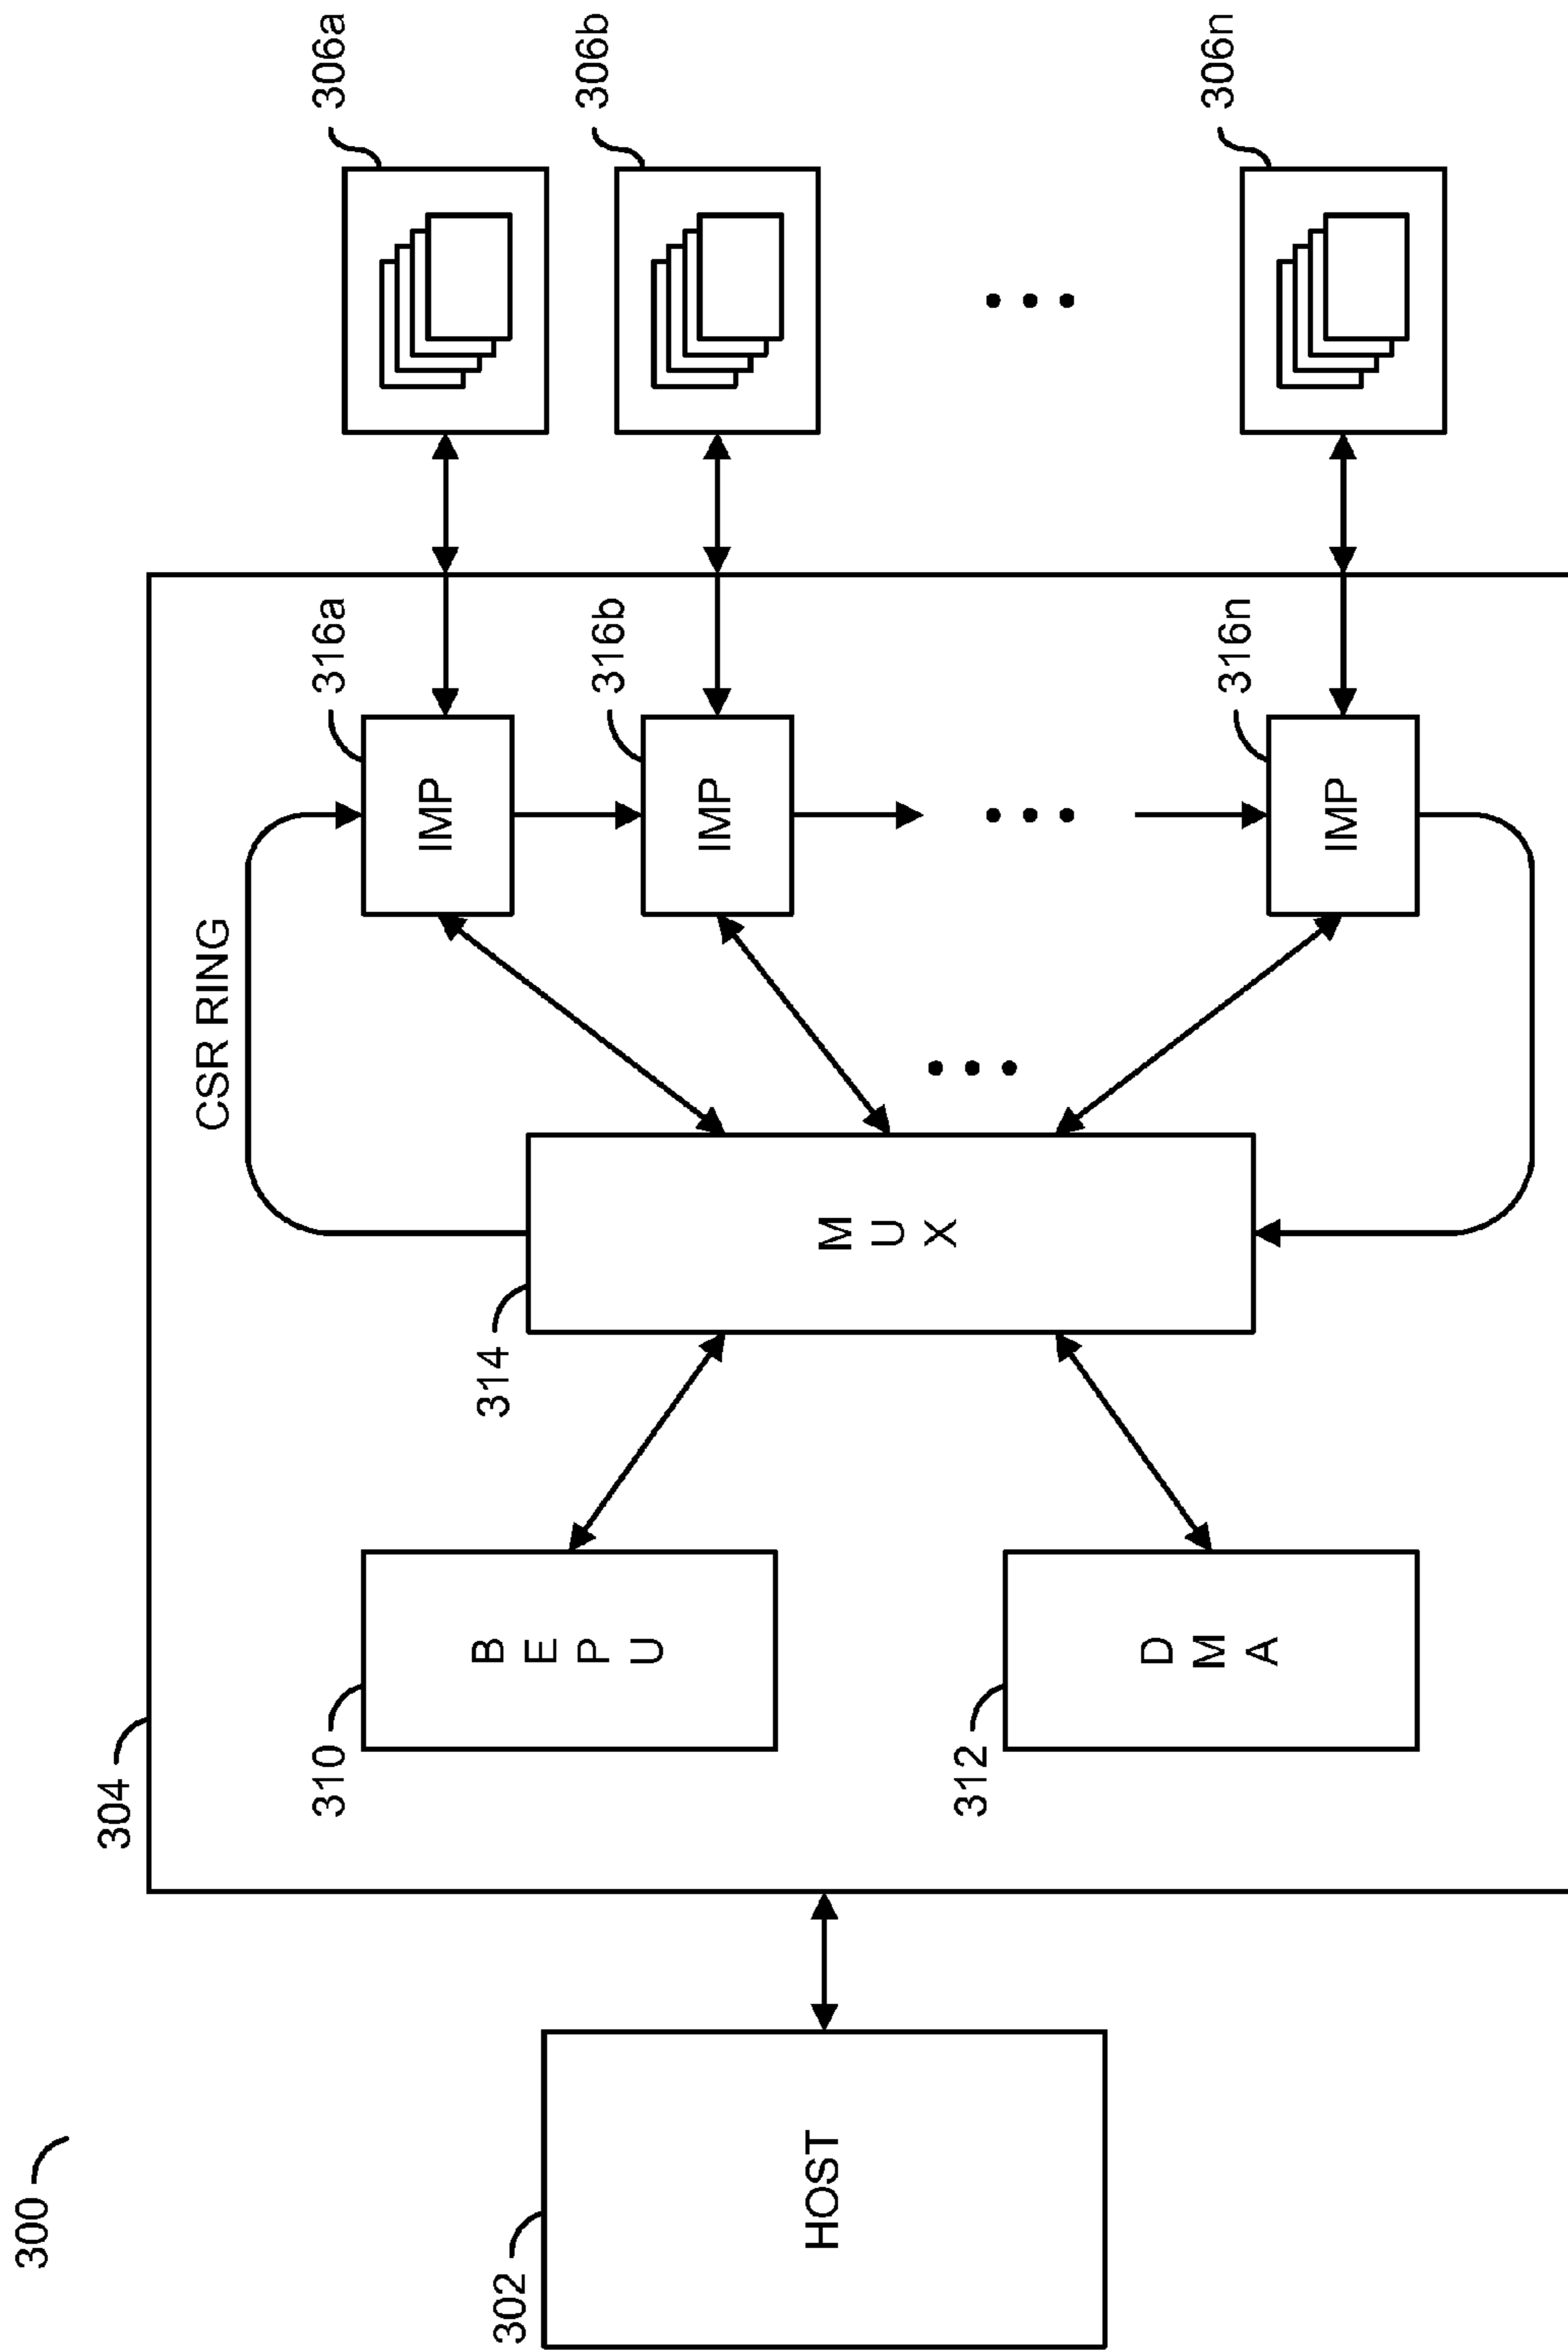 300
302
HOST
304
310
BEPU
312
DMA
314
MUX
CSR RING
316a
IMP
316b
IMP
316n
IMP
306a
306b
306n